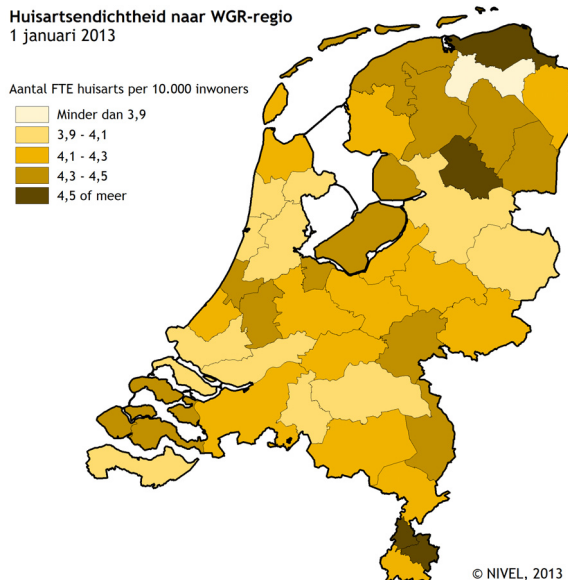 Huisartsendichtheid naar WGR-regio
1 januari 2013
Aantal FTE huisarts per 10.000 inwoners
Minder dan 3,9
3,9 - 4,1
4,1 - 4,3
4,3 - 4,5
4,5 of meer
© NIVEL, 2013